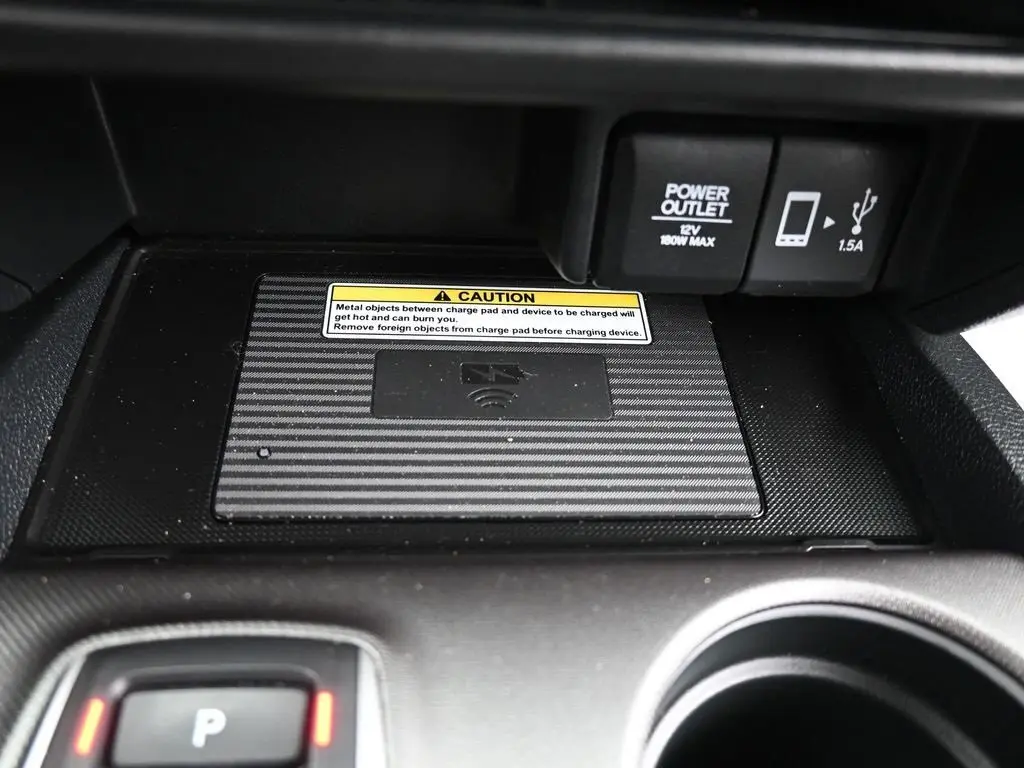 POWER
OUTLET
12V
180W MAX
1.5A
CAUTION
Metal objects between charge pad and device to be charged will
get hot and can burn you.
Remove foreign objects from charge pad before charging device.
P